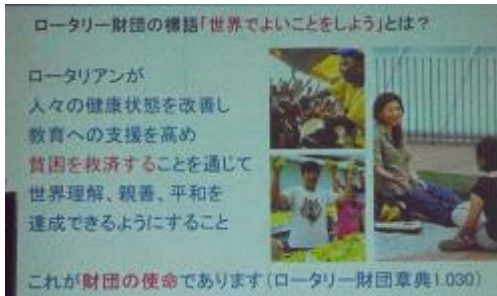 ロータリー財団の標語「世界でよいことをしよう」とは？
ロータリアンが
人々の健康状態を改善し
教育への支援を高め
貧困を救済することを通じて
世界理解、親善、平和を
達成できるようにすること
これが財団の使命であります(ロータリー財団章典1.030)